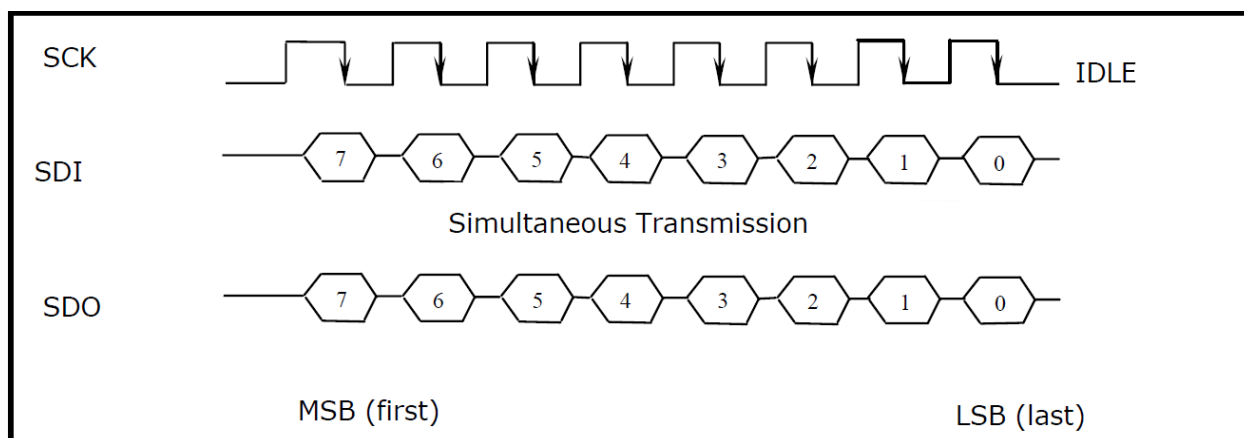 SCK
IDLE
SDI
7 6 5 4 3 2 1 0
Simultaneous Transmission
SDO
7 6 5 4 3 2 1 0
MSB (first)
LSB (last)